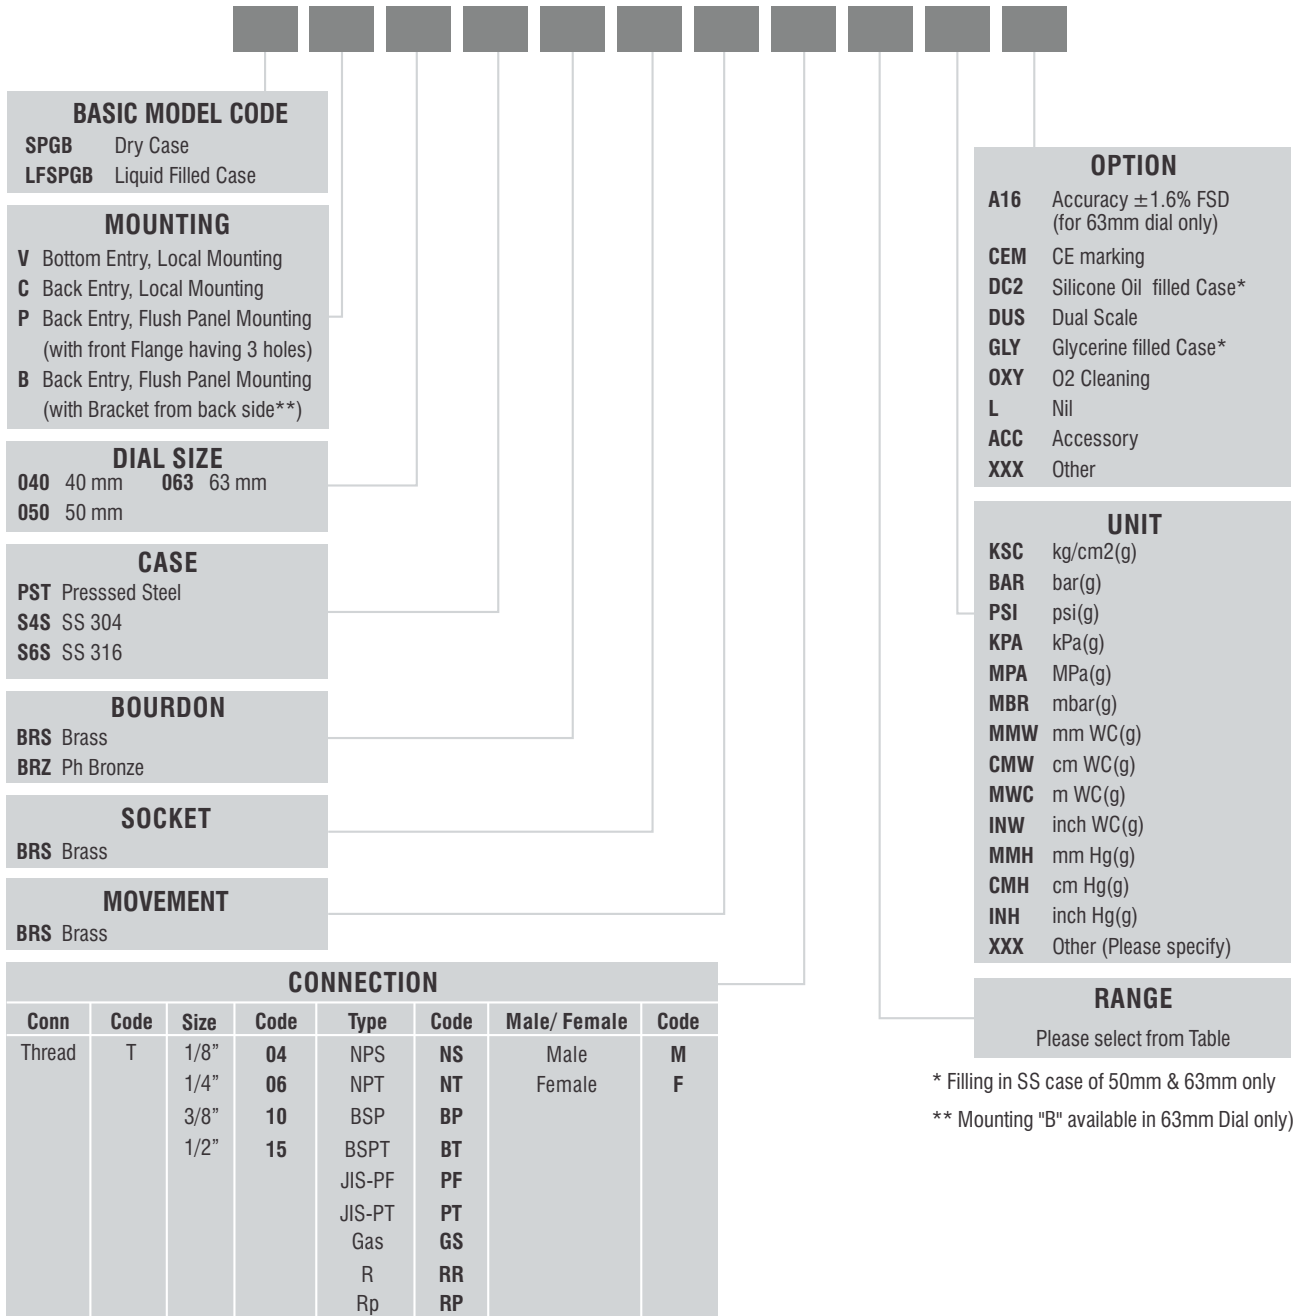 BASIC MODEL CODE
SPGB Dry Case
LFSPGB Liquid Filled Case
MOUNTING
V Bottom Entry, Local Mounting
C Back Entry, Local Mounting
P Back Entry, Flush Panel Mounting
(with front Flange having 3 holes)
B Back Entry, Flush Panel Mounting
(with Bracket from back side**)
DIAL SIZE
040 40 mm 063 63 mm
050 50 mm
CASE
PST Presssed Steel
S4S SS 304
S6S SS 316
BOURDON
BRS Brass
BRZ Ph Bronze
SOCKET
BRS Brass
MOVEMENT
BRS Brass
CONNECTION
Conn Code Size Code Type Code Male/ Female Code
Thread T 1/8” 04 NPS NS Male M
1/4” 06 NPT NT Female F
3/8” 10 BSP BP
1/2” 15 BSPT BT
JIS-PF PF
JIS-PT PT
Gas GS
R RR
Rp RP
OPTION
A16 Accuracy ±1.6% FSD
(for 63mm dial only)
CEM CE marking
DC2 Silicone Oil filled Case*
DUS Dual Scale
GLY Glycerine filled Case*
OXY O2 Cleaning
L Nil
ACC Accessory
XXX Other
UNIT
KSC kg/cm2(g)
BAR bar(g)
PSI psi(g)
KPA kPa(g)
MPA MPa(g)
MBR mbar(g)
MMW mm WC(g)
CMW cm WC(g)
MWC m WC(g)
INW inch WC(g)
MMH mm Hg(g)
CMH cm Hg(g)
INH inch Hg(g)
XXX Other (Please specify)
RANGE
Please select from Table
* Filling in SS case of 50mm & 63mm only
** Mounting "B" available in 63mm Dial only)